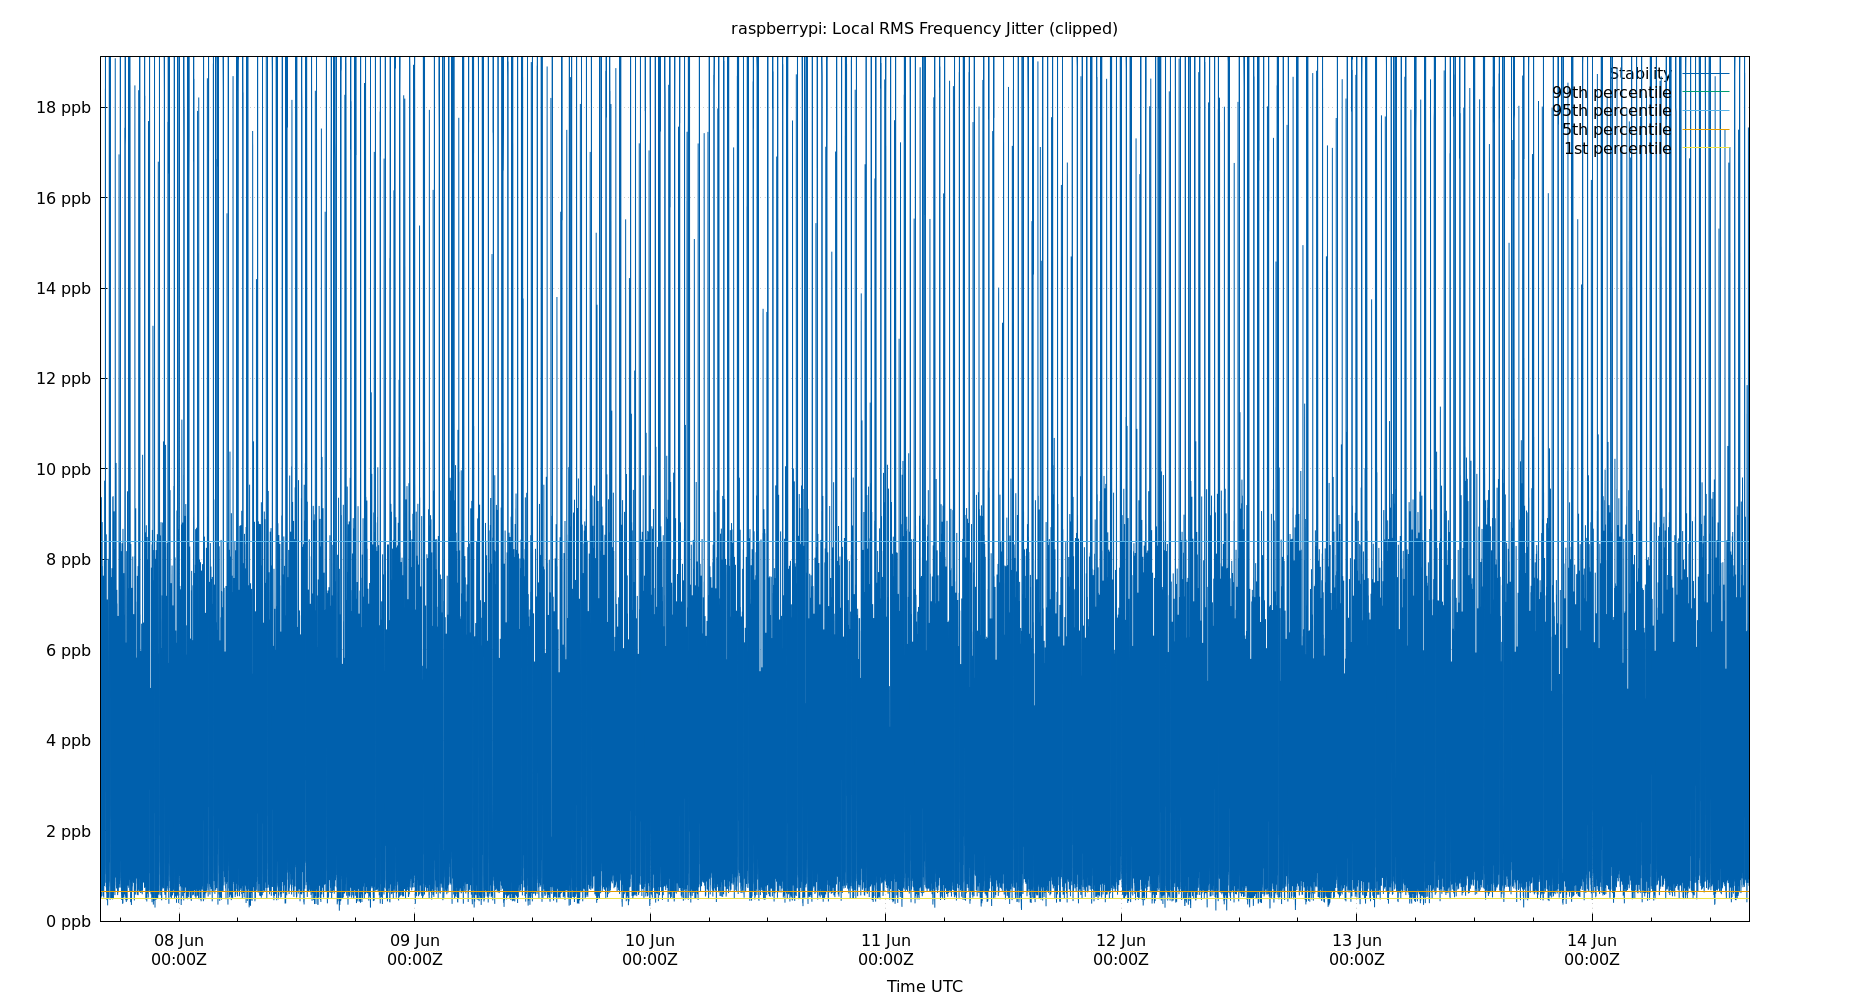 raspberrypi: Local RMS Frequency Jitter (clipped)
Stability
99th percentile
95th percentile
5th percentile
1st percentile
18 ppb
16 ppb
14 ppb
12 ppb
10 ppb
8 ppb
6 ppb
4 ppb
2 ppb
0 ppb
08 Jun 09 Jun 10 Jun 11 Jun 12 Jun 13 Jun 14 Jun
00:00Z 00:00Z 00:00Z 00:00Z 00:00Z 00:00Z 00:00Z
Time UTC